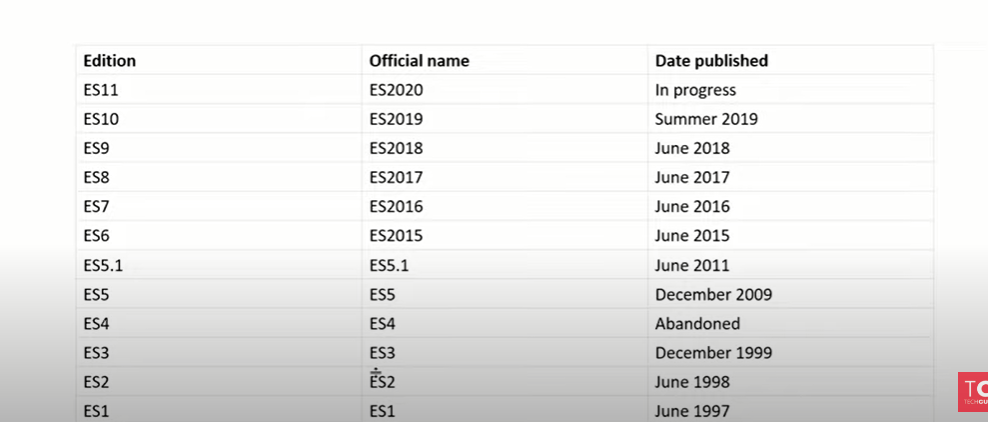 Edition Official name Date published
ES11 ES2020 In progress
ES10 ES2019 Summer 2019
ES9 ES2018 June 2018
ES8 ES2017 June 2017
ES7 ES2016 June 2016
ES6 ES2015 June 2015
ES5.1 ES5.1 June 2011
ES5 ES5 December 2009
ES4 ES4 Abandoned
ES3 ES3 December 1999
ES2 ES2 June 1998
ES1 ES1 June 1997